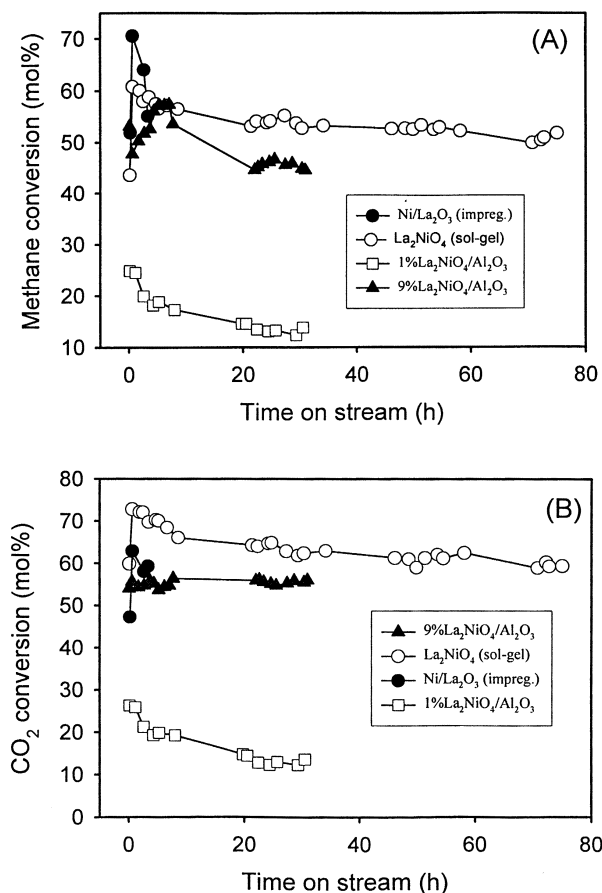 (A)
Methane conversion (mol%)
70
60
50
40
30
20
10
Ni/La₂O₃ (impreg.)
La₂NiO₄ (sol-gel)
1%La₂NiO₄/Al₂O₃
9%La₂NiO₄/Al₂O₃
0 20 40 60 80
Time on stream (h)
(B)
CO₂ conversion (mol%)
80
70
60
50
40
30
20
10
0
9%La₂NiO₄/Al₂O₃
La₂NiO₄ (sol-gel)
Ni/La₂O₃ (impreg.)
1%La₂NiO₄/Al₂O₃
0 20 40 60 80
Time on stream (h)